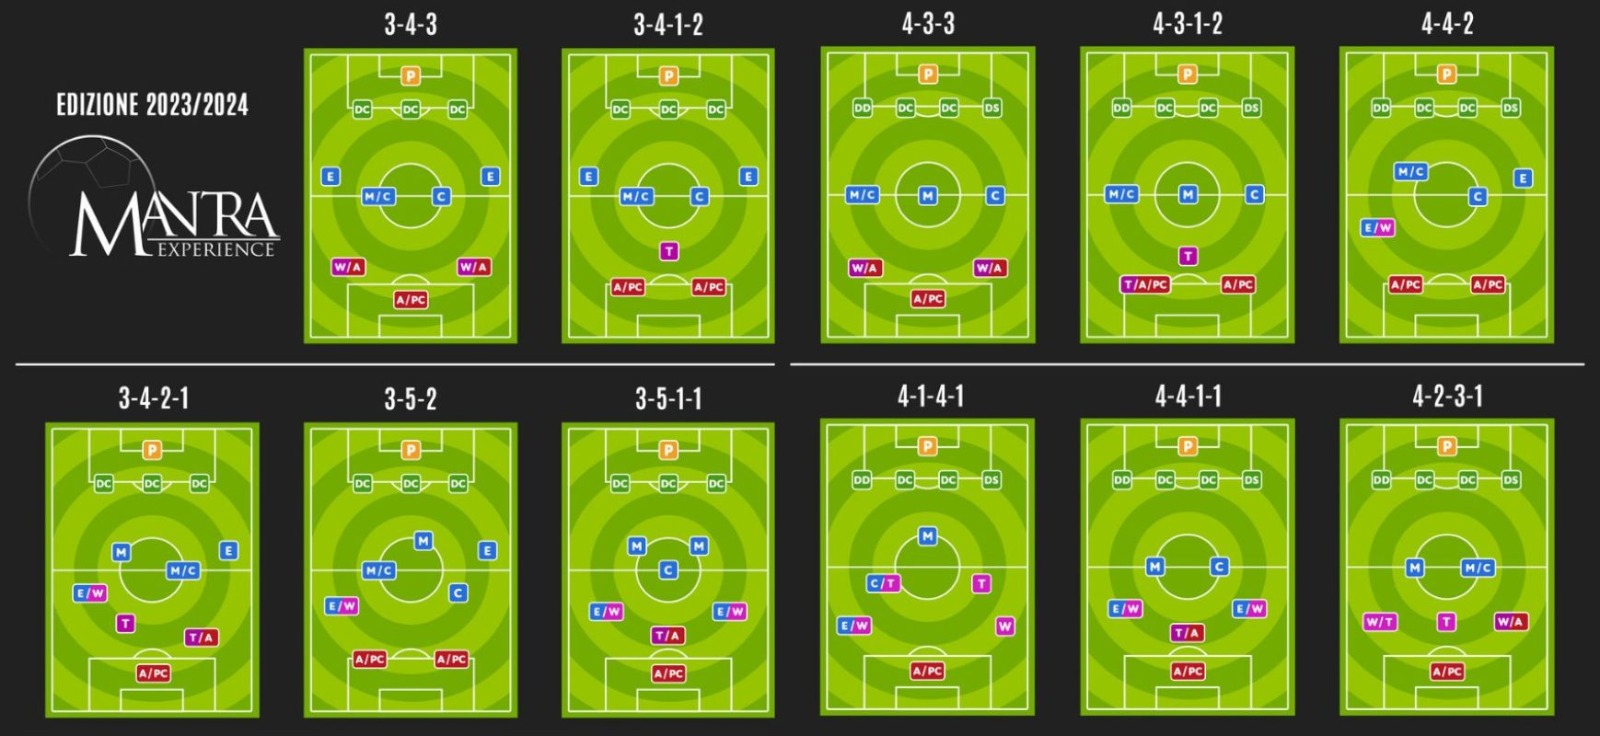 3-4-3
3-4-1-2
4-3-3
4-3-1-2
4-4-2
EDIZIONE 2023/2024
MANTRA
EXPERIENCE
P
DC DC DC
E E
M/C C
W/A W/A
A/PC
P
DC DC DC
E E
M/C C
T
A/PC A/PC
P
DD DC DC DS
M/C M C
W/A W/A
A/PC
P
DD DC DC DS
M/C M C
T
T/A/PC A/PC
P
DD DC DC DS
M/C E
C
E/W
A/PC A/PC
3-4-2-1
3-5-2
3-5-1-1
4-1-4-1
4-4-1-1
4-2-3-1
P
DC DC DC
M E
M/C
E/W
T
T/A
A/PC
P
DC DC DC
M
E
M/C
C
E/W
A/PC A/PC
P
DC DC DC
M M
C
E/W E/W
T/A
A/PC
P
DD DC DC DS
M
C/T T
E/W W
A/PC
P
DD DC DC DS
M C
E/W E/W
T/A
A/PC
P
DD DC DC DS
M M/C
W/T T W/A
A/PC